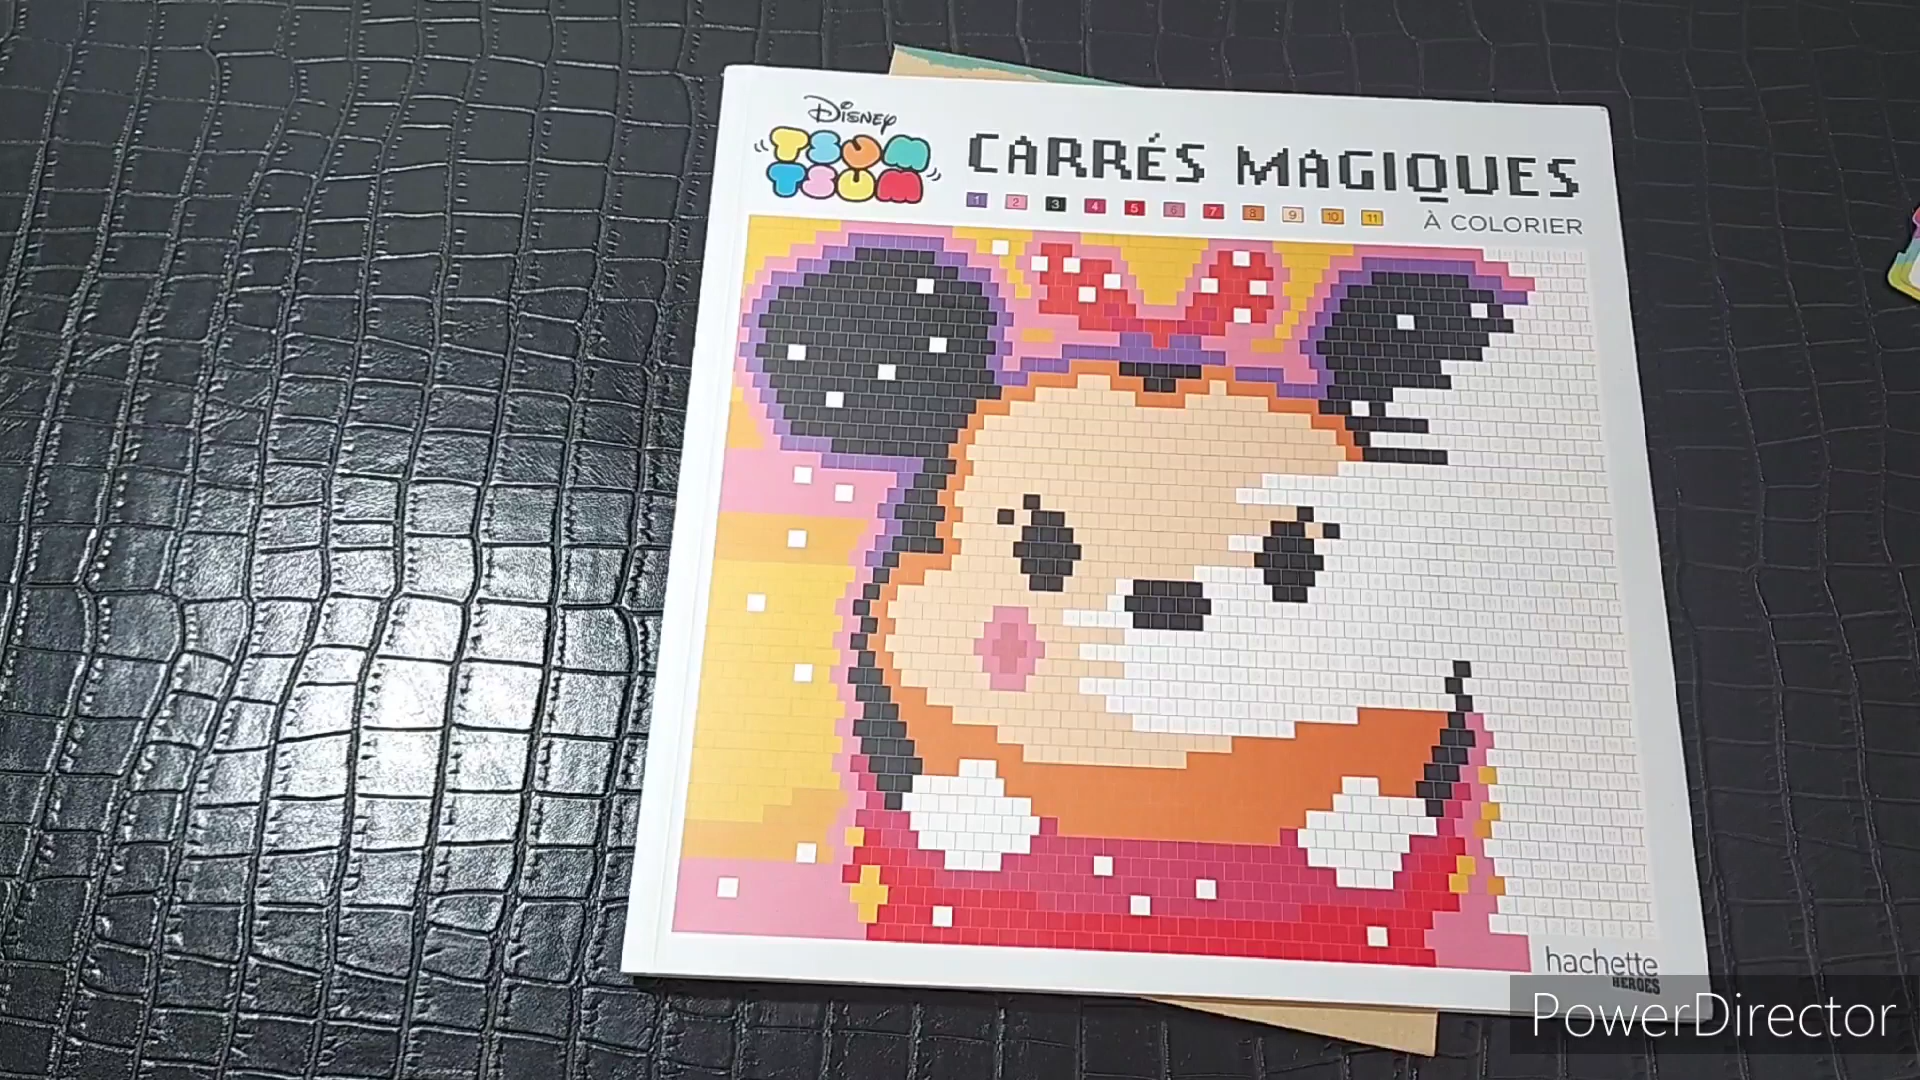 Disney
TSUM
TSUM
CARRÉS MAGIQUES
1 2 3 4 5 6 7 8 9 10 11
À COLORIER
hachette
HEROES
PowerDirector